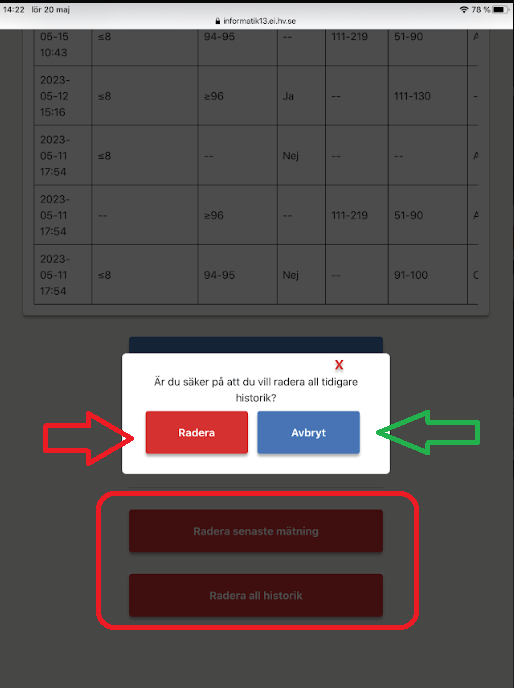 14:22 lör 20 maj 78 %
informatik13.ei.hv.se
05-15 ≤8 94-95 -- 111-219 51-90
10:43
2023-
05-12 ≤8 ≥96 Ja -- 111-130 -
15:16
2023-
05-11 ≤8 -- Nej -- --
17:54
2023-
05-11 -- ≥96 -- 111-219 51-90
17:54
2023-
05-11 ≤8 94-95 Nej -- 91-100
17:54
X
Är du säker på att du vill radera all tidigare
historik?
Radera Avbryt
Radera senaste mätning
Radera all historik